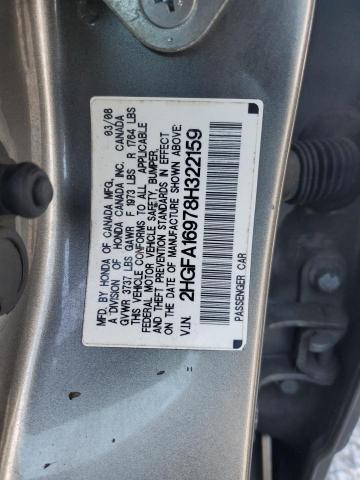 MFD. BY HONDA OF CANADA MFG. 03/08
A DIVISION OF HONDA CANADA INC. CANADA
GVWR 3737 LBS GAWR F 1973 LBS R 1764 LBS
THIS VEHICLE CONFORMS TO ALL APPLICABLE
FEDERAL MOTOR VEHICLE SAFETY, BUMPER,
AND THEFT PREVENTION STANDARDS IN EFFECT
ON THE DATE OF MANUFACTURE SHOWN ABOVE.
V.I.N. 2HGFA16978H322159
PASSENGER CAR